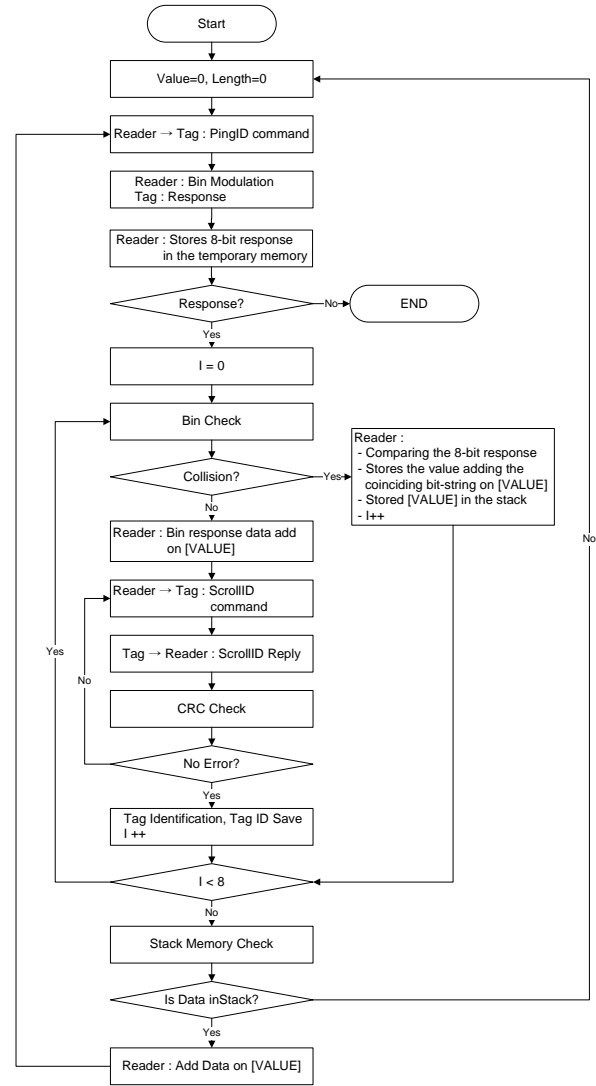 Start
Value=0, Length=0
Reader → Tag : PingID command
Reader : Bin Modulation
Tag : Response
Reader : Stores 8-bit response
in the temporary memory
Response?
No
END
Yes
I = 0
Bin Check
Collision?
Yes
Reader :
- Comparing the 8-bit response
- Stores the value adding the
coinciding bit-string on [VALUE]
- Stored [VALUE] in the stack
- I++
No
Reader : Bin response data add
on [VALUE]
No
Reader → Tag : ScrollID
command
Yes
Tag → Reader : ScrollID Reply
No
CRC Check
No Error?
Yes
Tag Identification, Tag ID Save
I ++
I < 8
No
Stack Memory Check
Is Data inStack?
Yes
Reader : Add Data on [VALUE]